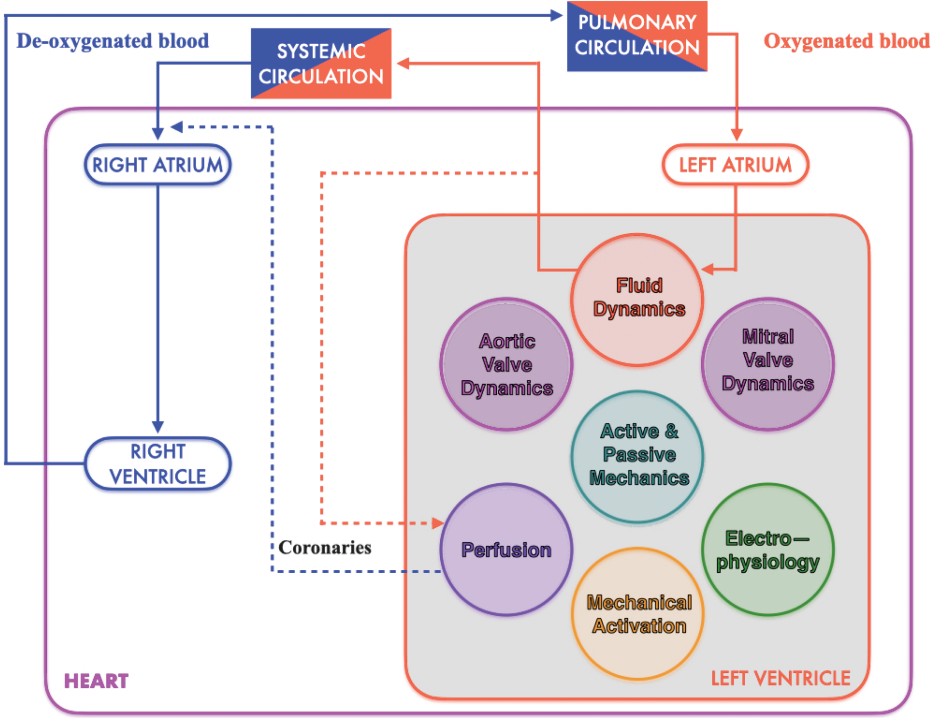 De-oxygenated blood
SYSTEMIC
CIRCULATION
PULMONARY
CIRCULATION
Oxygenated blood
RIGHT ATRIUM
LEFT ATRIUM
Fluid
Dynamics
Aortic
Valve
Dynamics
Mitral
Valve
Dynamics
Active &
Passive
Mechanics
RIGHT
VENTRICLE
Coronaries
Perfusion
Electro—
physiology
Mechanical
Activation
HEART
LEFT VENTRICLE